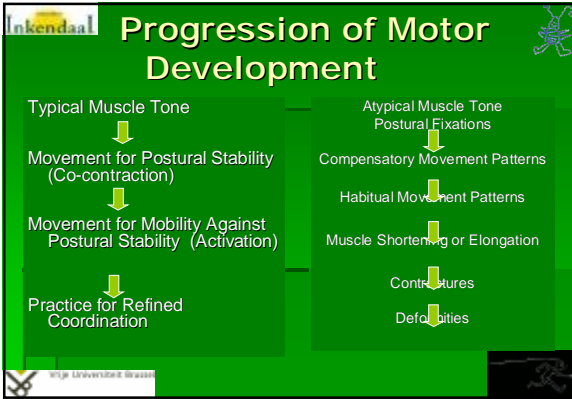 Inkendaal
Progression of Motor
Development
Typical Muscle Tone
Movement for Postural Stability
(Co-contraction)
Movement for Mobility Against
Postural Stability (Activation)
Practice for Refined
Coordination
Atypical Muscle Tone
Postural Fixations
Compensatory Movement Patterns
Habitual Movement Patterns
Muscle Shortening or Elongation
Contractures
Deformities
Vrije Universiteit Brussel